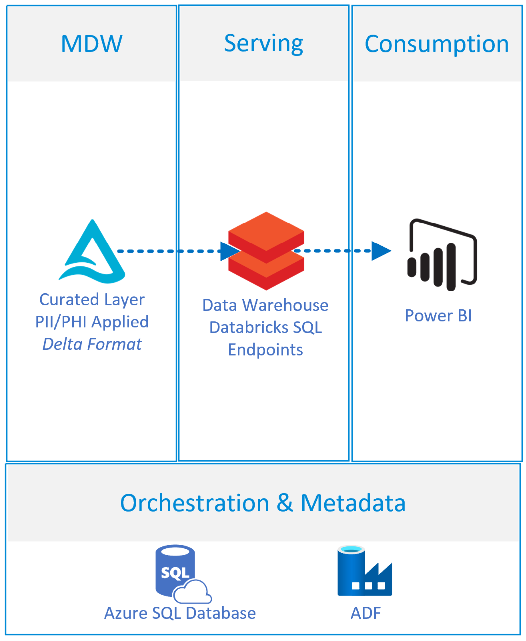 MDW
Serving
Consumption
Curated Layer
PII/PHI Applied
Delta Format
Data Warehouse
Databricks SQL
Endpoints
Power BI
Orchestration & Metadata
SQL
Azure SQL Database
ADF